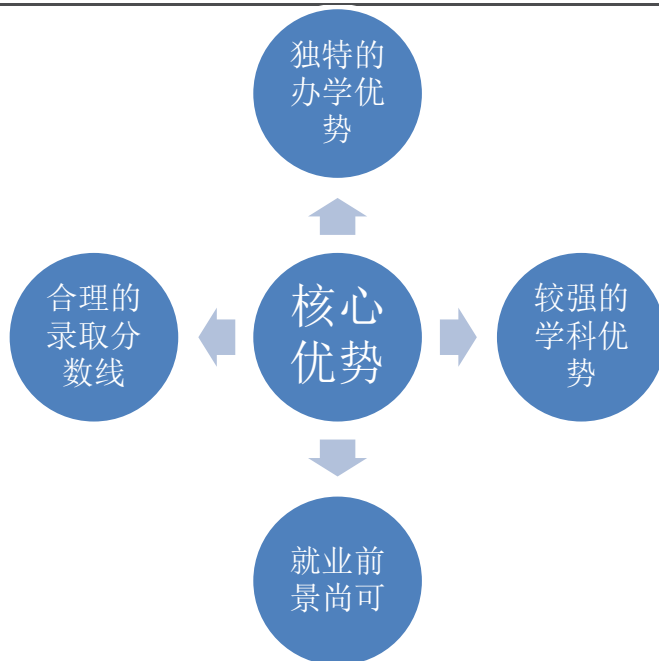 独特的
办学优
势
合理的
录取分
数线
核心
优势
较强的
学科优
势
就业前
景尚可